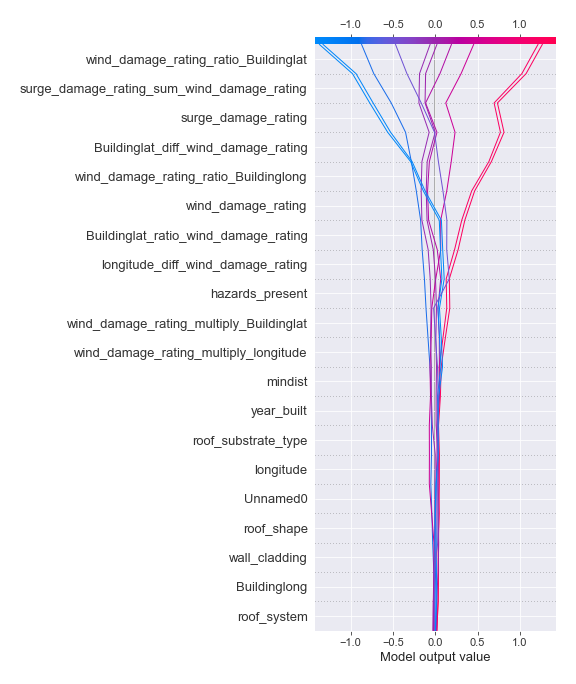 −1.0 −0.5 0.0 0.5 1.0
wind_damage_rating_ratio_Buildinglat
surge_damage_rating_sum_wind_damage_rating
surge_damage_rating
Buildinglat_diff_wind_damage_rating
wind_damage_rating_ratio_Buildinglong
wind_damage_rating
Buildinglat_ratio_wind_damage_rating
longitude_diff_wind_damage_rating
hazards_present
wind_damage_rating_multiply_Buildinglat
wind_damage_rating_multiply_longitude
mindist
year_built
roof_substrate_type
longitude
Unnamed0
roof_shape
wall_cladding
Buildinglong
roof_system
−1.0 −0.5 0.0 0.5 1.0
Model output value